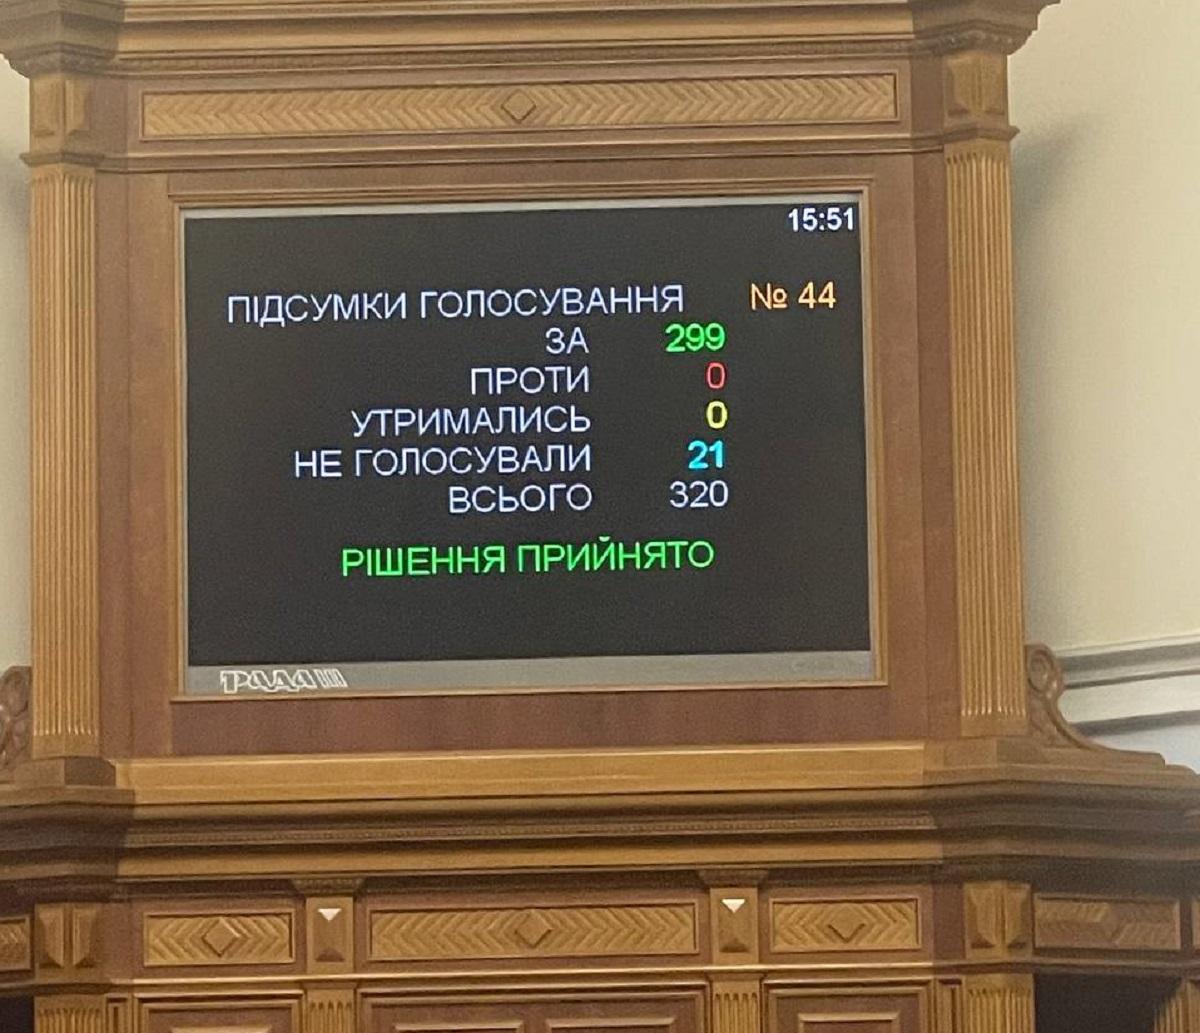 15:51
ПІДСУМКИ ГОЛОСУВАННЯ № 44
ЗА 299
ПРОТИ 0
УТРИМАЛИСЬ 0
НЕ ГОЛОСУВАЛИ 21
ВСЬОГО 320
РІШЕННЯ ПРИЙНЯТО
РАДА III